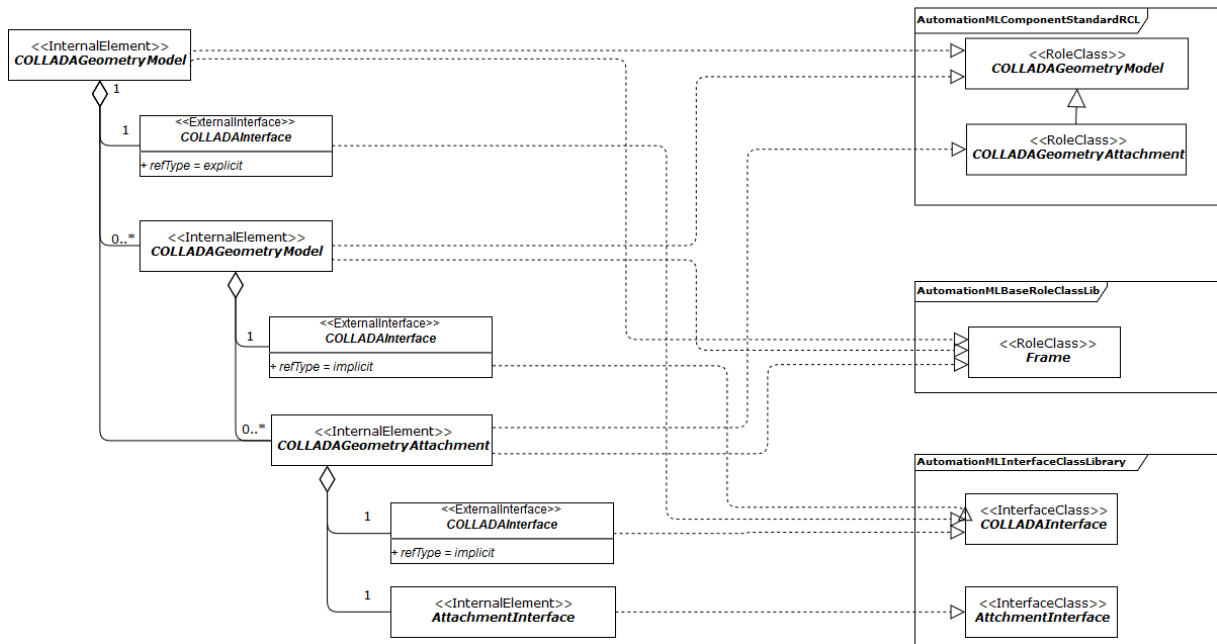 <<InternalElement>>
COLLADAGeometryModel
1
1
<<ExternalInterface>>
COLLADAInterface
+ refType = explicit
0..*
<<InternalElement>>
COLLADAGeometryModel
1
<<ExternalInterface>>
COLLADAInterface
+ refType = implicit
0..*
<<InternalElement>>
COLLADAGeometryAttachment
1
<<ExternalInterface>>
COLLADAInterface
+ refType = implicit
1
<<InternalElement>>
AttachmentInterface
AutomationMLComponentStandardRCL
<<RoleClass>>
COLLADAGeometryModel
<<RoleClass>>
COLLADAGeometryAttachment
AutomationMLBaseRoleClassLib
<<RoleClass>>
Frame
AutomationMLInterfaceClassLibrary
<<InterfaceClass>>
COLLADAInterface
<<InterfaceClass>>
AttchmentInterface